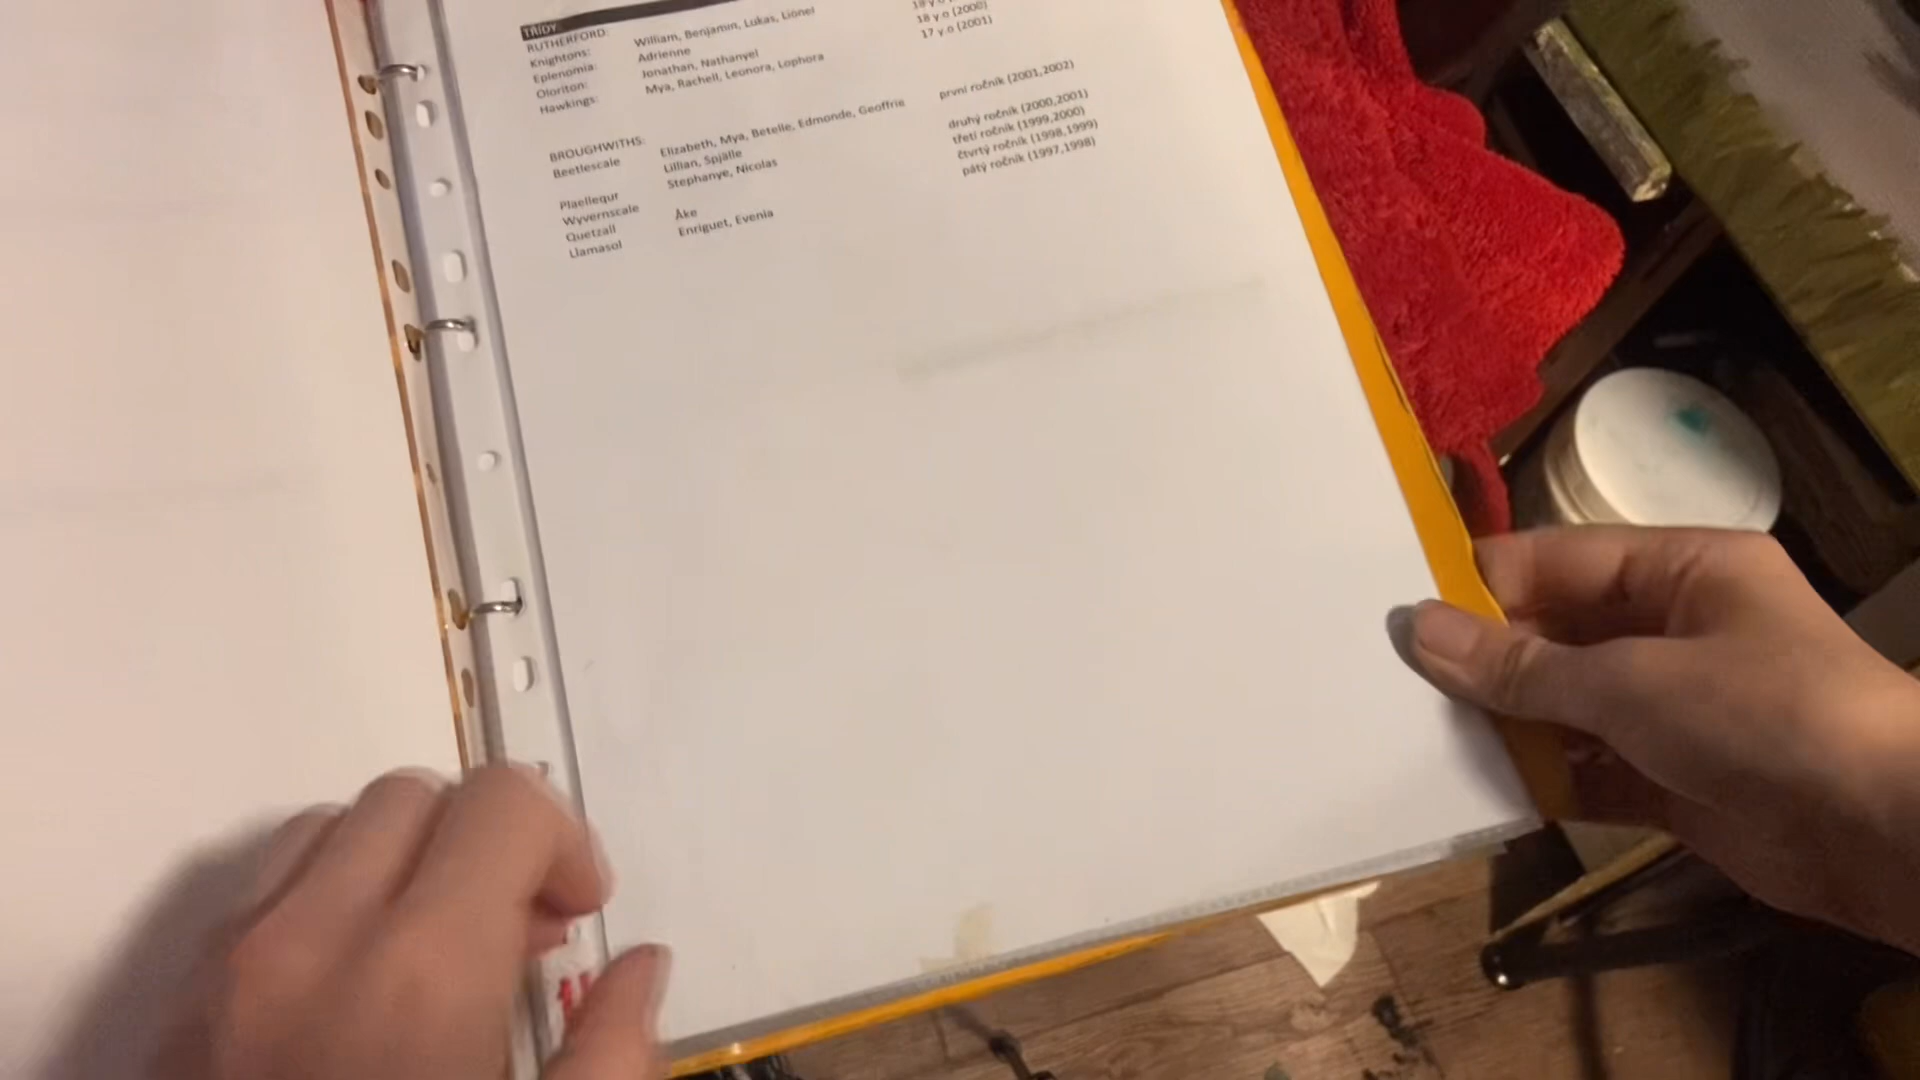 TŘÍDY
RUTHERFORD:
Knightons: William, Benjamin, Lukas, Lionel
Eplenomia: Adrienne 18 y.o (2000)
Oloriton: Jonathan, Nathanyel 17 y.o (2001)
Hawkings: Mya, Rachell, Leonora, Lophora
první ročník (2001,2002)
BROUGHWITHS:
Beetlescale Elizabeth, Mya, Betelle, Edmonde, Geoffrie druhý ročník (2000,2001)
Lillian, Spjälle třetí ročník (1999,2000)
Plaellequr Stephanye, Nicolas čtvrtý ročník (1998,1999)
Wyvernscale pátý ročník (1997,1998)
Quetzall Åke
Llamasol Enriguet, Evenia